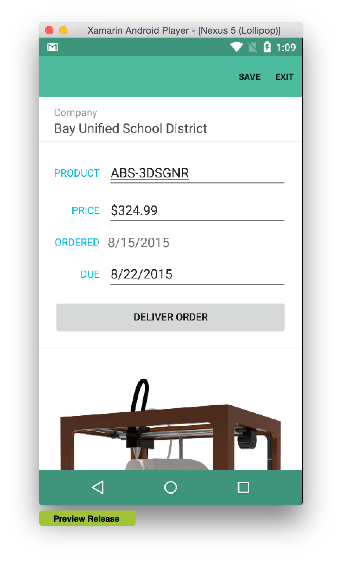 Xamarin Android Player - [Nexus 5 (Lollipop)]
1:09
SAVE EXIT
Company
Bay Unified School District
PRODUCT ABS-3DSGNR
PRICE $324.99
ORDERED 8/15/2015
DUE 8/22/2015
DELIVER ORDER
Preview Release